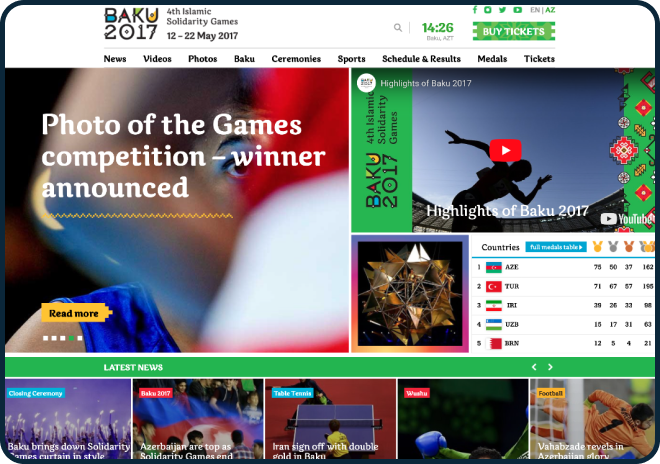 BAKU
2017
4th Islamic
Solidarity Games
12 – 22 May 2017
14:26
Baku, AZT
EN | AZ
BUY TICKETS
News Videos Photos Baku Ceremonies Sports Schedule & Results Medals Tickets
Photo of the Games
competition – winner
announced
Read more
Highlights of Baku 2017
BAKU
2017
4th Islamic
Solidarity
Games
Highlights of Baku 2017
YouTube
Countries full medals table
1 AZE 75 50 37 162
2 TUR 71 67 57 195
3 IRI 39 26 33 98
4 UZB 15 17 31 63
5 BRN 12 5 4 21
LATEST NEWS
Closing Ceremony
Baku brings down Solidarity
Games curtain in style
Baku 2017
Azerbaijan are top as
Solidarity Games end
Table Tennis
Iran sign off with double
gold in Baku
Wushu
Football
Vahabzade revels in
Azerbaijan glory